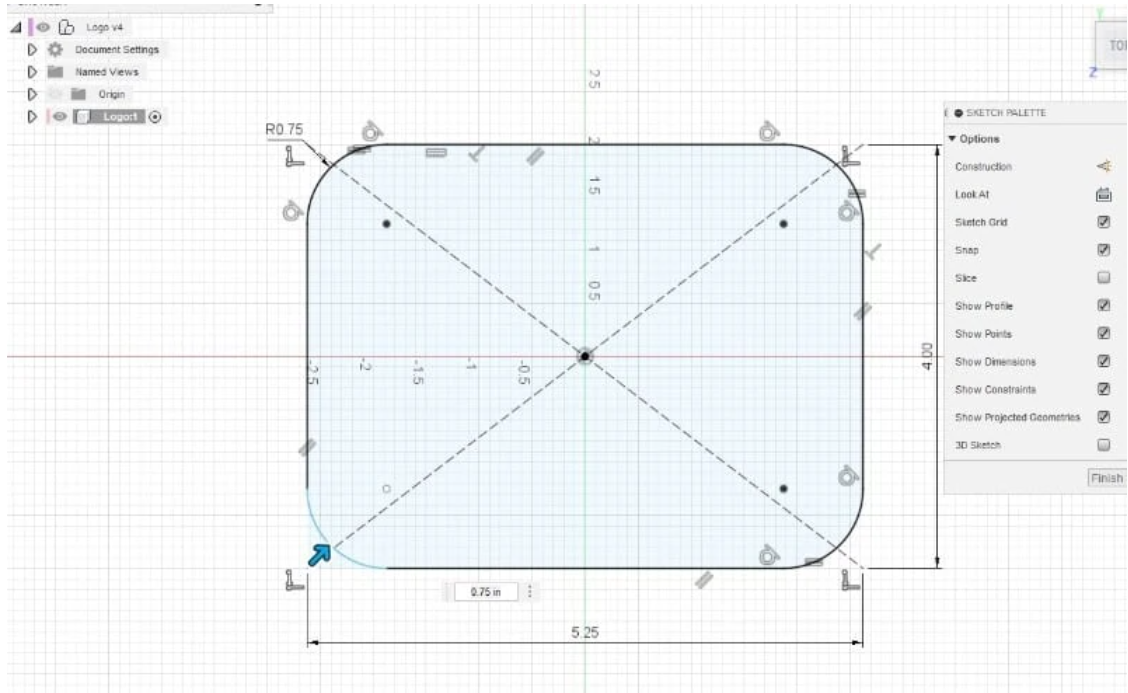 Logo v4
Document Settings
Named Views
Origin
Logo:1
TOP
Z
R0.75
2.5
2
1.5
1
0.5
-2.5
-2
-1.5
-1
-0.5
4.00
5.25
0.75 in
SKETCH PALETTE
Options
Construction
Look At
Sketch Grid
Snap
Slice
Show Profile
Show Points
Show Dimensions
Show Constraints
Show Projected Geometries
3D Sketch
Finish